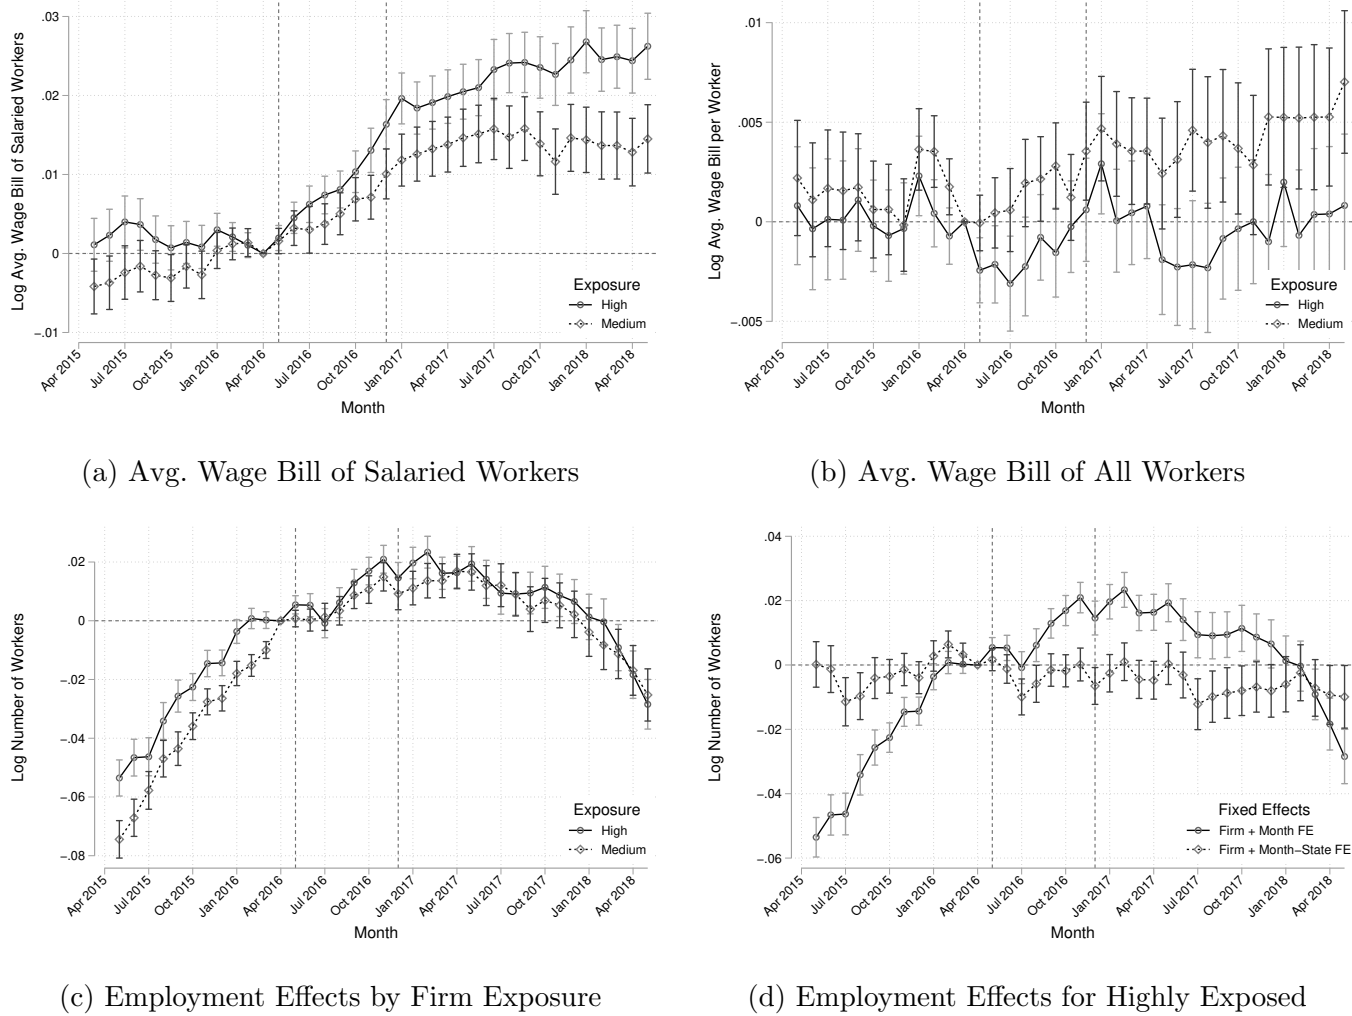 Log Avg. Wage Bill of Salaried Workers
.03
.02
.01
0
−.01
Apr 2015
Jul 2015
Oct 2015
Jan 2016
Apr 2016
Jul 2016
Oct 2016
Jan 2017
Apr 2017
Jul 2017
Oct 2017
Jan 2018
Apr 2018
Month
Exposure
High
Medium
(a) Avg. Wage Bill of Salaried Workers
Log Avg. Wage Bill per Worker
.01
.005
0
−.005
Apr 2015
Jul 2015
Oct 2015
Jan 2016
Apr 2016
Jul 2016
Oct 2016
Jan 2017
Apr 2017
Jul 2017
Oct 2017
Jan 2018
Apr 2018
Month
Exposure
High
Medium
(b) Avg. Wage Bill of All Workers
Log Number of Workers
.02
0
−.02
−.04
−.06
−.08
Apr 2015
Jul 2015
Oct 2015
Jan 2016
Apr 2016
Jul 2016
Oct 2016
Jan 2017
Apr 2017
Jul 2017
Oct 2017
Jan 2018
Apr 2018
Month
Exposure
High
Medium
(c) Employment Effects by Firm Exposure
Log Number of Workers
.04
.02
0
−.02
−.04
−.06
Apr 2015
Jul 2015
Oct 2015
Jan 2016
Apr 2016
Jul 2016
Oct 2016
Jan 2017
Apr 2017
Jul 2017
Oct 2017
Jan 2018
Apr 2018
Month
Fixed Effects
Firm + Month FE
Firm + Month−State FE
(d) Employment Effects for Highly Exposed